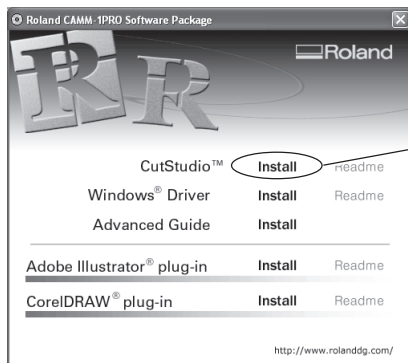 Roland CAMM-1PRO Software Package
Roland
R R
CutStudio™ Install Readme
Windows® Driver Install Readme
Advanced Guide Install
Adobe Illustrator® plug-in Install Readme
CorelDRAW® plug-in Install Readme
http://www.rolanddg.com/